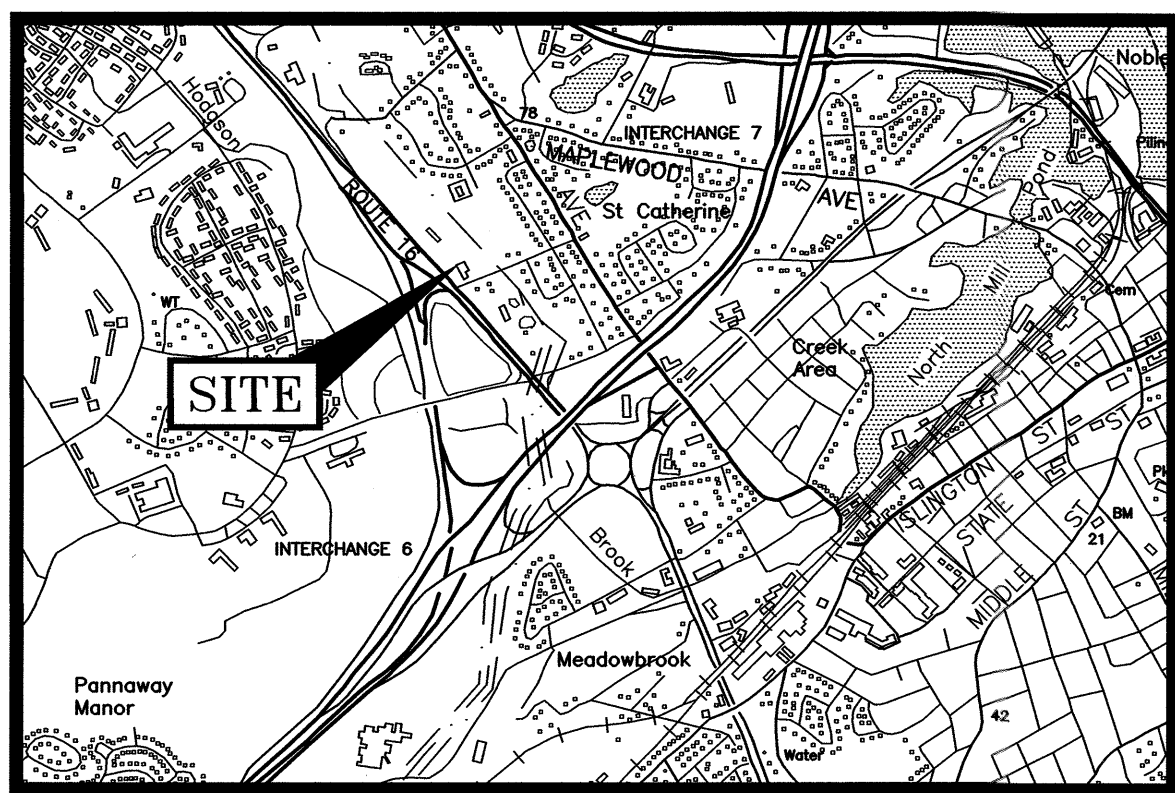 Noble
Hodgson
78
INTERCHANGE 7
MAPLEWOOD
AVE
Pond
ROUTE 16
AVE
St Catherine
WT
Mill
Cem
SITE
Creek
Area
North
ST
ST
ISLINGTON
STATE
ST
BM
21
INTERCHANGE 6
Brook
MIDDLE
Meadowbrook
Pannaway
Manor
42
Water